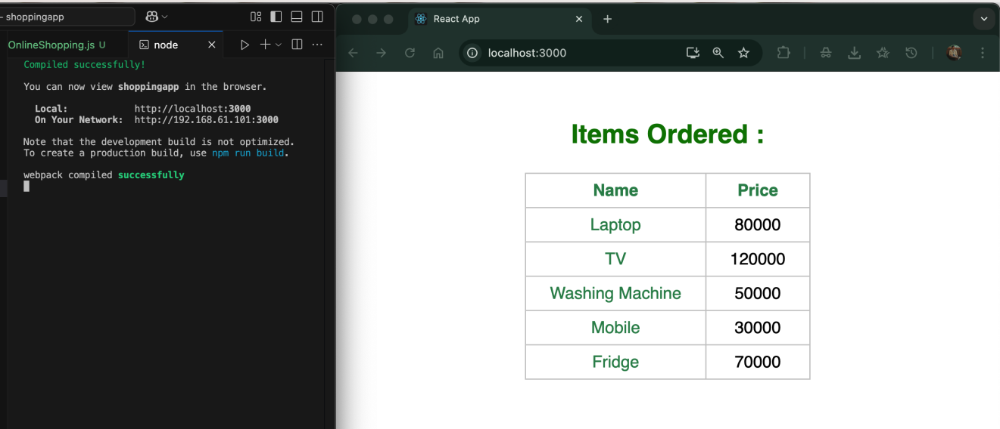 - shoppingapp
OnlineShopping.js U
node
Compiled successfully!
You can now view shoppingapp in the browser.
Local: http://localhost:3000
On Your Network: http://192.168.61.101:3000
Note that the development build is not optimized.
To create a production build, use npm run build.
webpack compiled successfully
React App
localhost:3000
Items Ordered :
Name Price
Laptop 80000
TV 120000
Washing Machine 50000
Mobile 30000
Fridge 70000